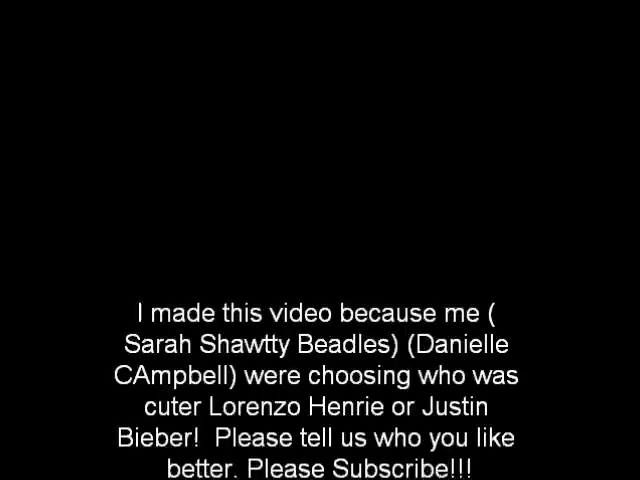 I made this video because me (
Sarah Shawtty Beadles) (Danielle
CAmpbell) were choosing who was
cuter Lorenzo Henrie or Justin
Bieber!  Please tell us who you like
better. Please Subscribe!!!